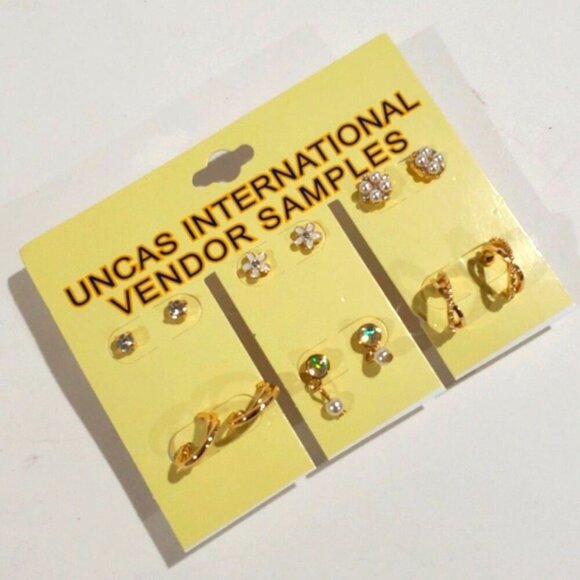 UNCAS INTERNATIONAL
VENDOR SAMPLES